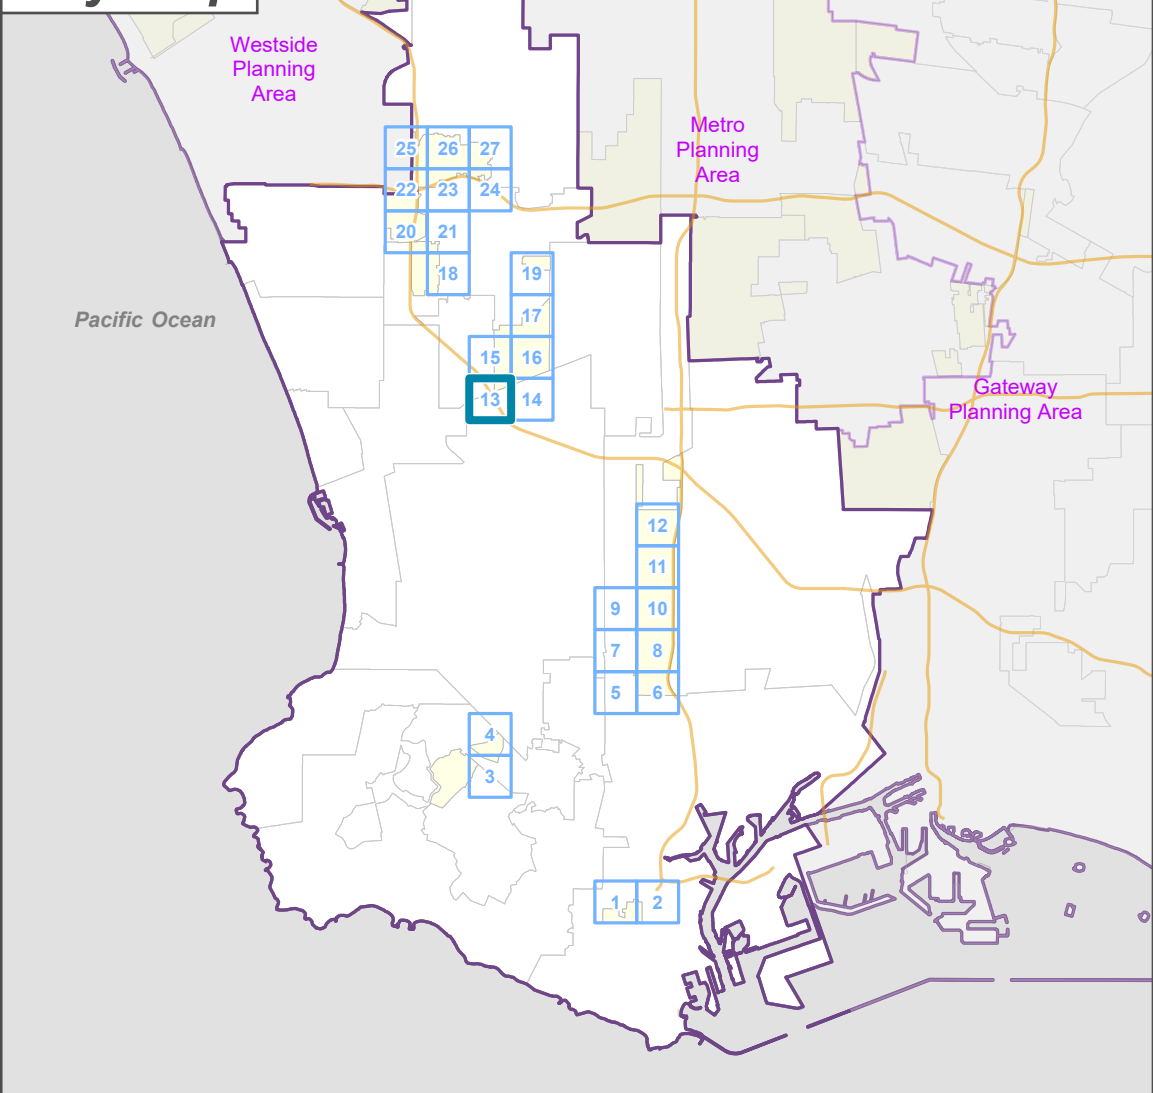 Westside
Planning
Area
Metro
Planning
Area
25 26 27
22 23 24
20 21
18 19
Pacific Ocean
17
15 16
13 14
Gateway
Planning Area
12
11
9 10
7 8
5 6
4
3
1 2